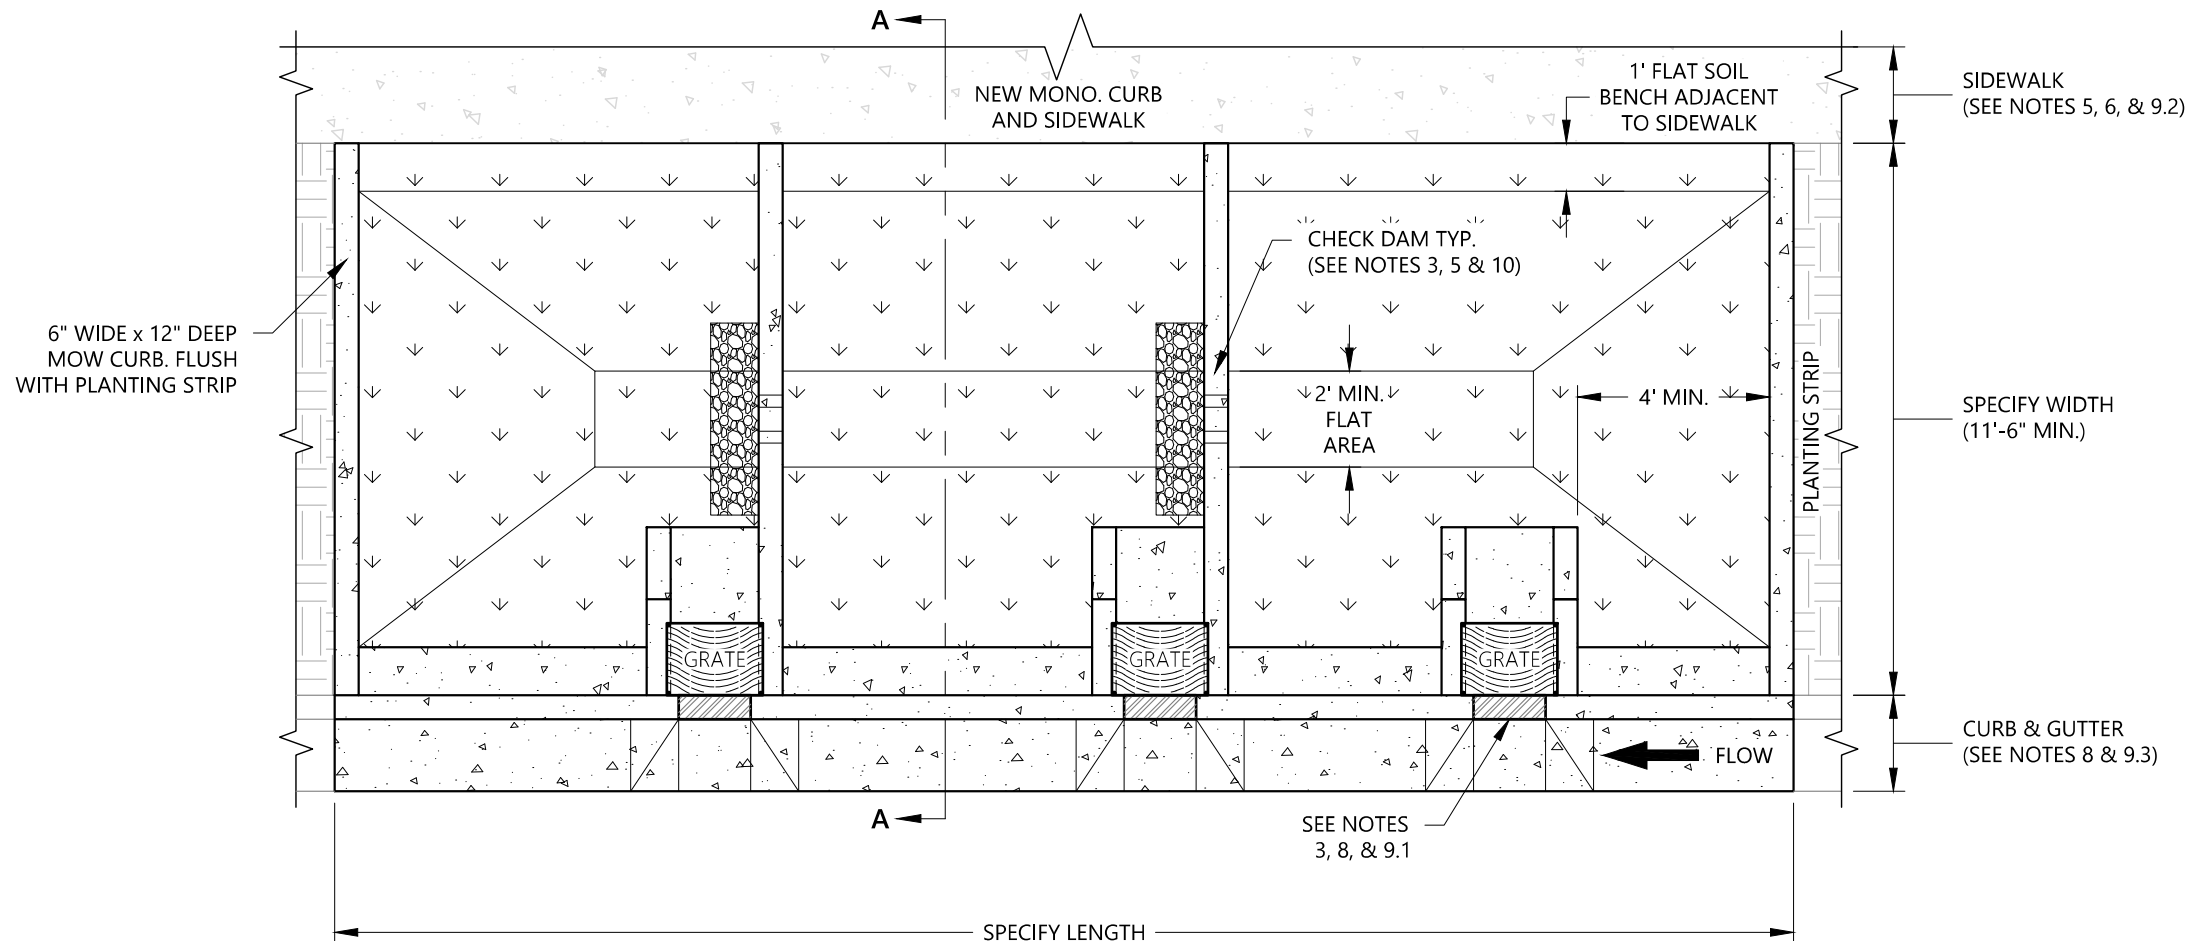 A
NEW MONO. CURB
AND SIDEWALK
1' FLAT SOIL
BENCH ADJACENT
TO SIDEWALK
SIDEWALK
(SEE NOTES 5, 6, & 9.2)
CHECK DAM TYP.
(SEE NOTES 3, 5 & 10)
6" WIDE x 12" DEEP
MOW CURB. FLUSH
WITH PLANTING STRIP
2' MIN.
FLAT
AREA
4' MIN.
PLANTING STRIP
SPECIFY WIDTH
(11'-6" MIN.)
GRATE
GRATE
GRATE
FLOW
CURB & GUTTER
(SEE NOTES 8 & 9.3)
A
SEE NOTES
3, 8, & 9.1
SPECIFY LENGTH